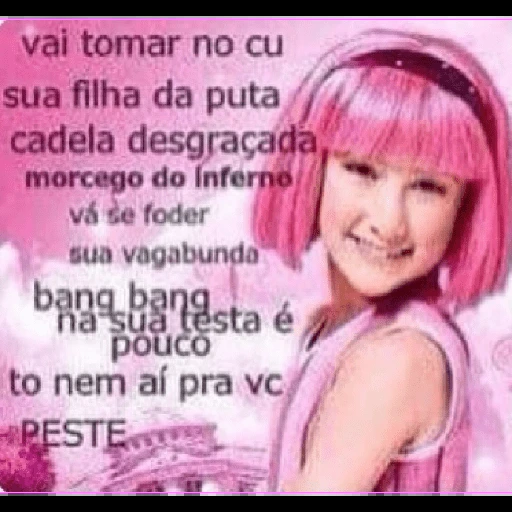 vai tomar no cu
sua filha da puta
cadela desgraçada
morcego do inferno
vá se foder
sua vagabunda
bang bang
na sua testa é
pouco
to nem aí pra vc
PESTE